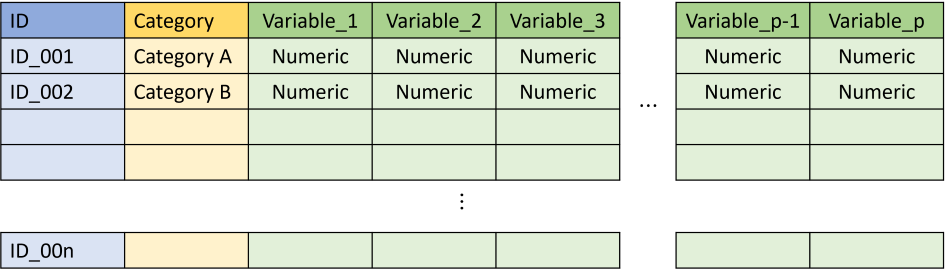 ID Category Variable_1 Variable_2 Variable_3 Variable_p-1 Variable_p
ID_001 Category A Numeric Numeric Numeric Numeric Numeric
ID_002 Category B Numeric Numeric Numeric ... Numeric Numeric
...
ID_00n